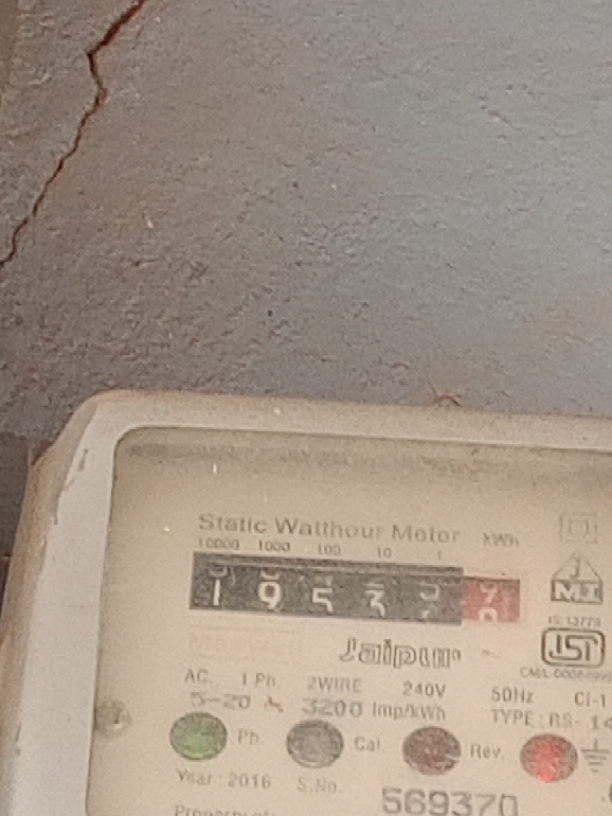 Static Watthour Meter kWh
10000 1000 100 10 1
1 9 5 3
MI
IS:13779
ISI
Jaipur
AC. 1 Ph. 2WIRE 240V 50Hz Cl-1
5-20 A 3200 Imp/kWh TYPE: RS- 14
Ph. Cal. Rev.
Year: 2016 S.No.
569370